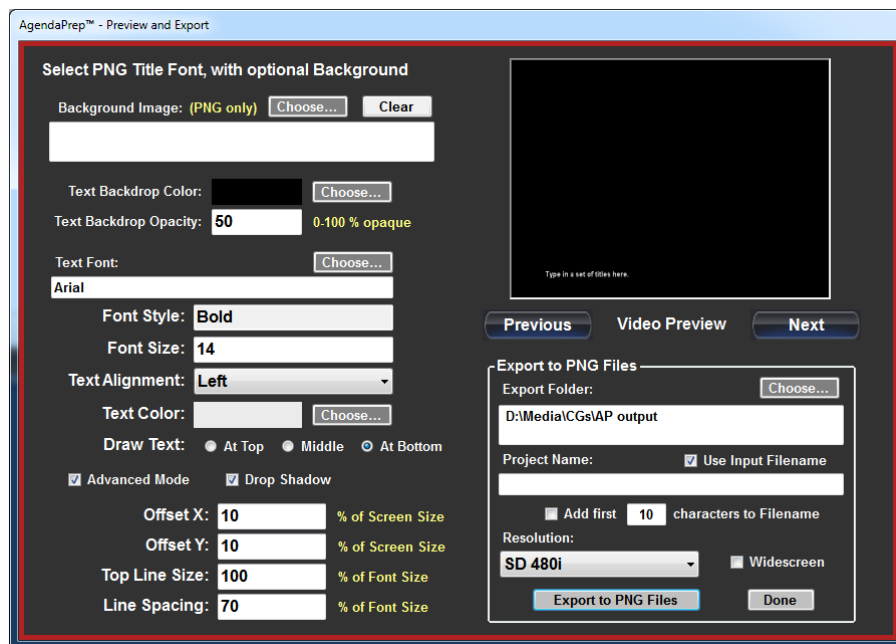 AgendaPrep™ - Preview and Export
Select PNG Title Font, with optional Background
Background Image: (PNG only) Choose... Clear
Text Backdrop Color: Choose...
Text Backdrop Opacity: 50 0-100 % opaque
Text Font: Choose...
Arial
Font Style: Bold
Font Size: 14
Text Alignment: Left
Text Color: Choose...
Draw Text: At Top Middle At Bottom
Advanced Mode Drop Shadow
Offset X: 10 % of Screen Size
Offset Y: 10 % of Screen Size
Top Line Size: 100 % of Font Size
Line Spacing: 70 % of Font Size
Type in a set of titles here.
Previous Video Preview Next
Export to PNG Files
Export Folder: Choose...
D:\Media\CGs\AP output
Project Name: Use Input Filename
Add first 10 characters to Filename
Resolution:
SD 480i Widescreen
Export to PNG Files Done